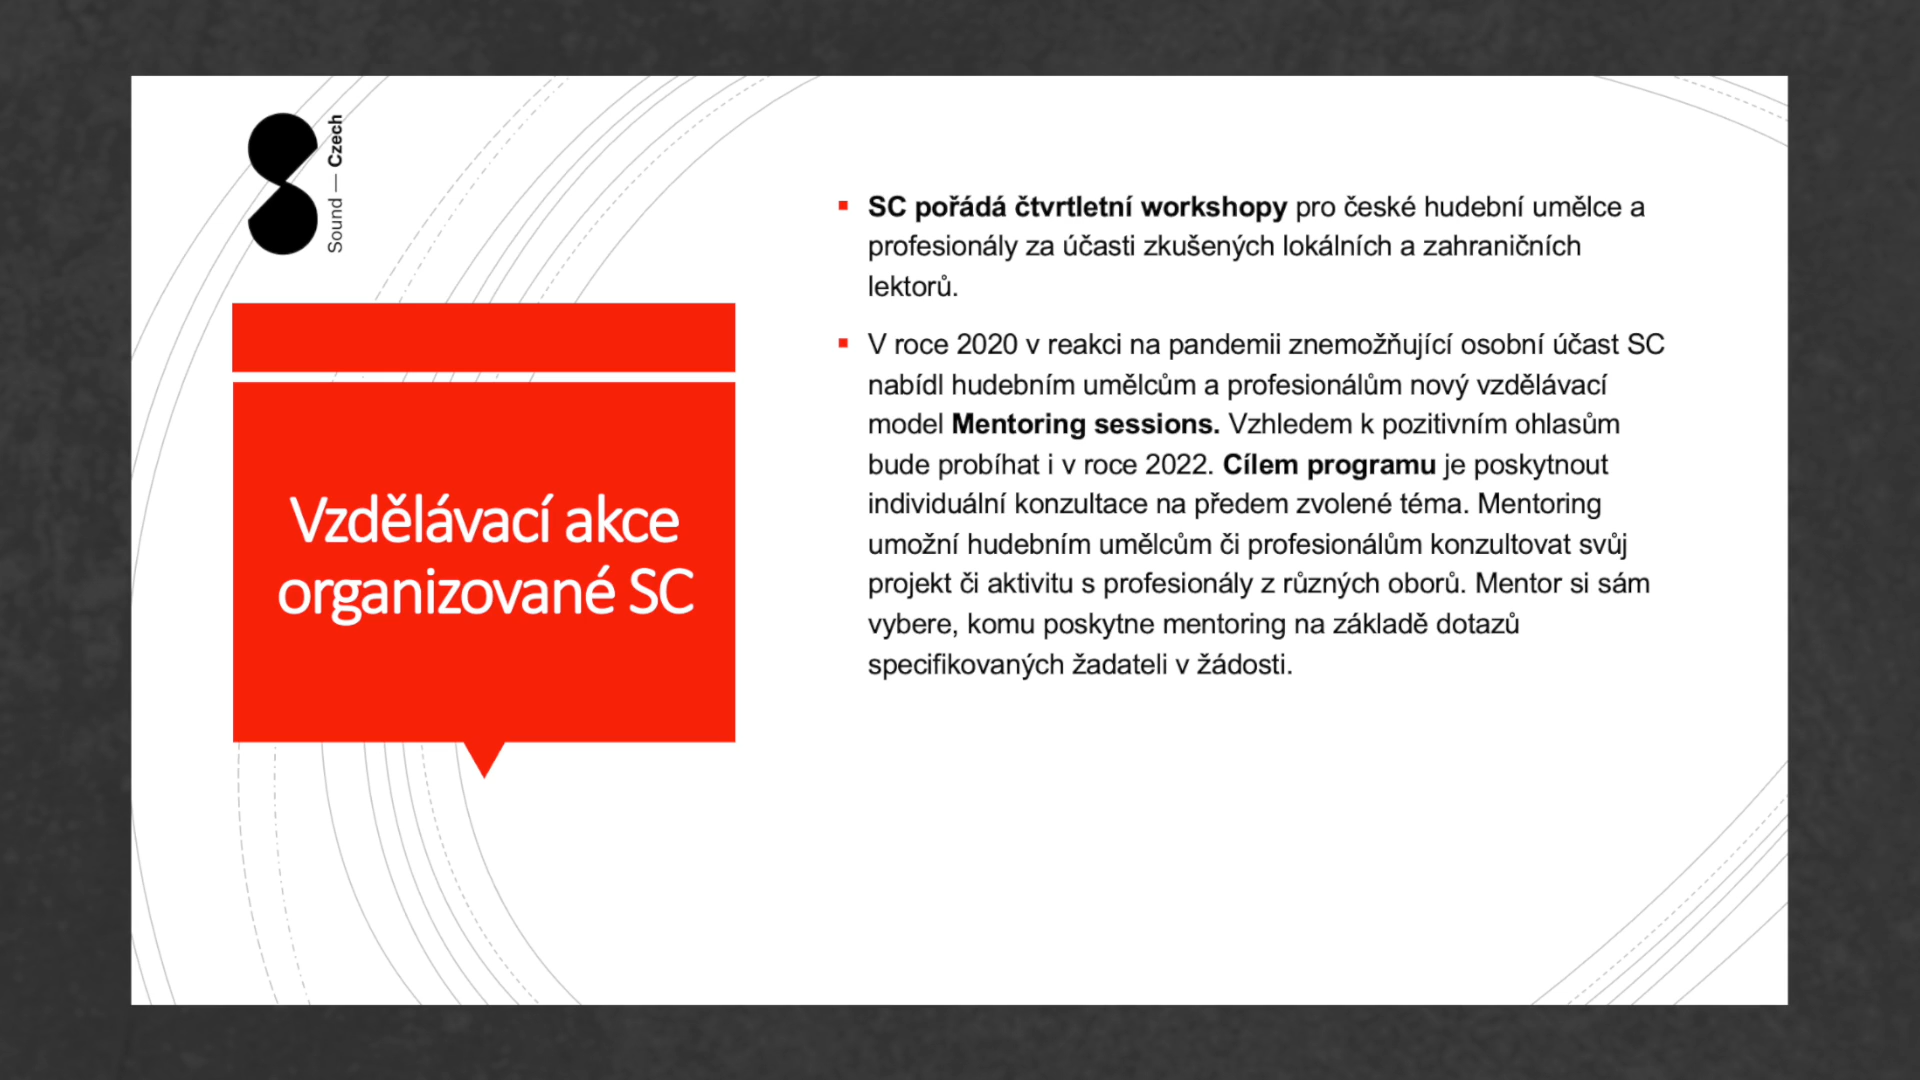 Sound — Czech
Vzdělávací akce
organizované SC
SC pořádá čtvrtletní workshopy pro české hudební umělce a
profesionály za účasti zkušených lokálních a zahraničních
lektorů.
V roce 2020 v reakci na pandemii znemožňující osobní účast SC
nabídl hudebním umělcům a profesionálům nový vzdělávací
model Mentoring sessions. Vzhledem k pozitivním ohlasům
bude probíhat i v roce 2022. Cílem programu je poskytnout
individuální konzultace na předem zvolené téma. Mentoring
umožní hudebním umělcům či profesionálům konzultovat svůj
projekt či aktivitu s profesionály z různých oborů. Mentor si sám
vybere, komu poskytne mentoring na základě dotazů
specifikovaných žadateli v žádosti.